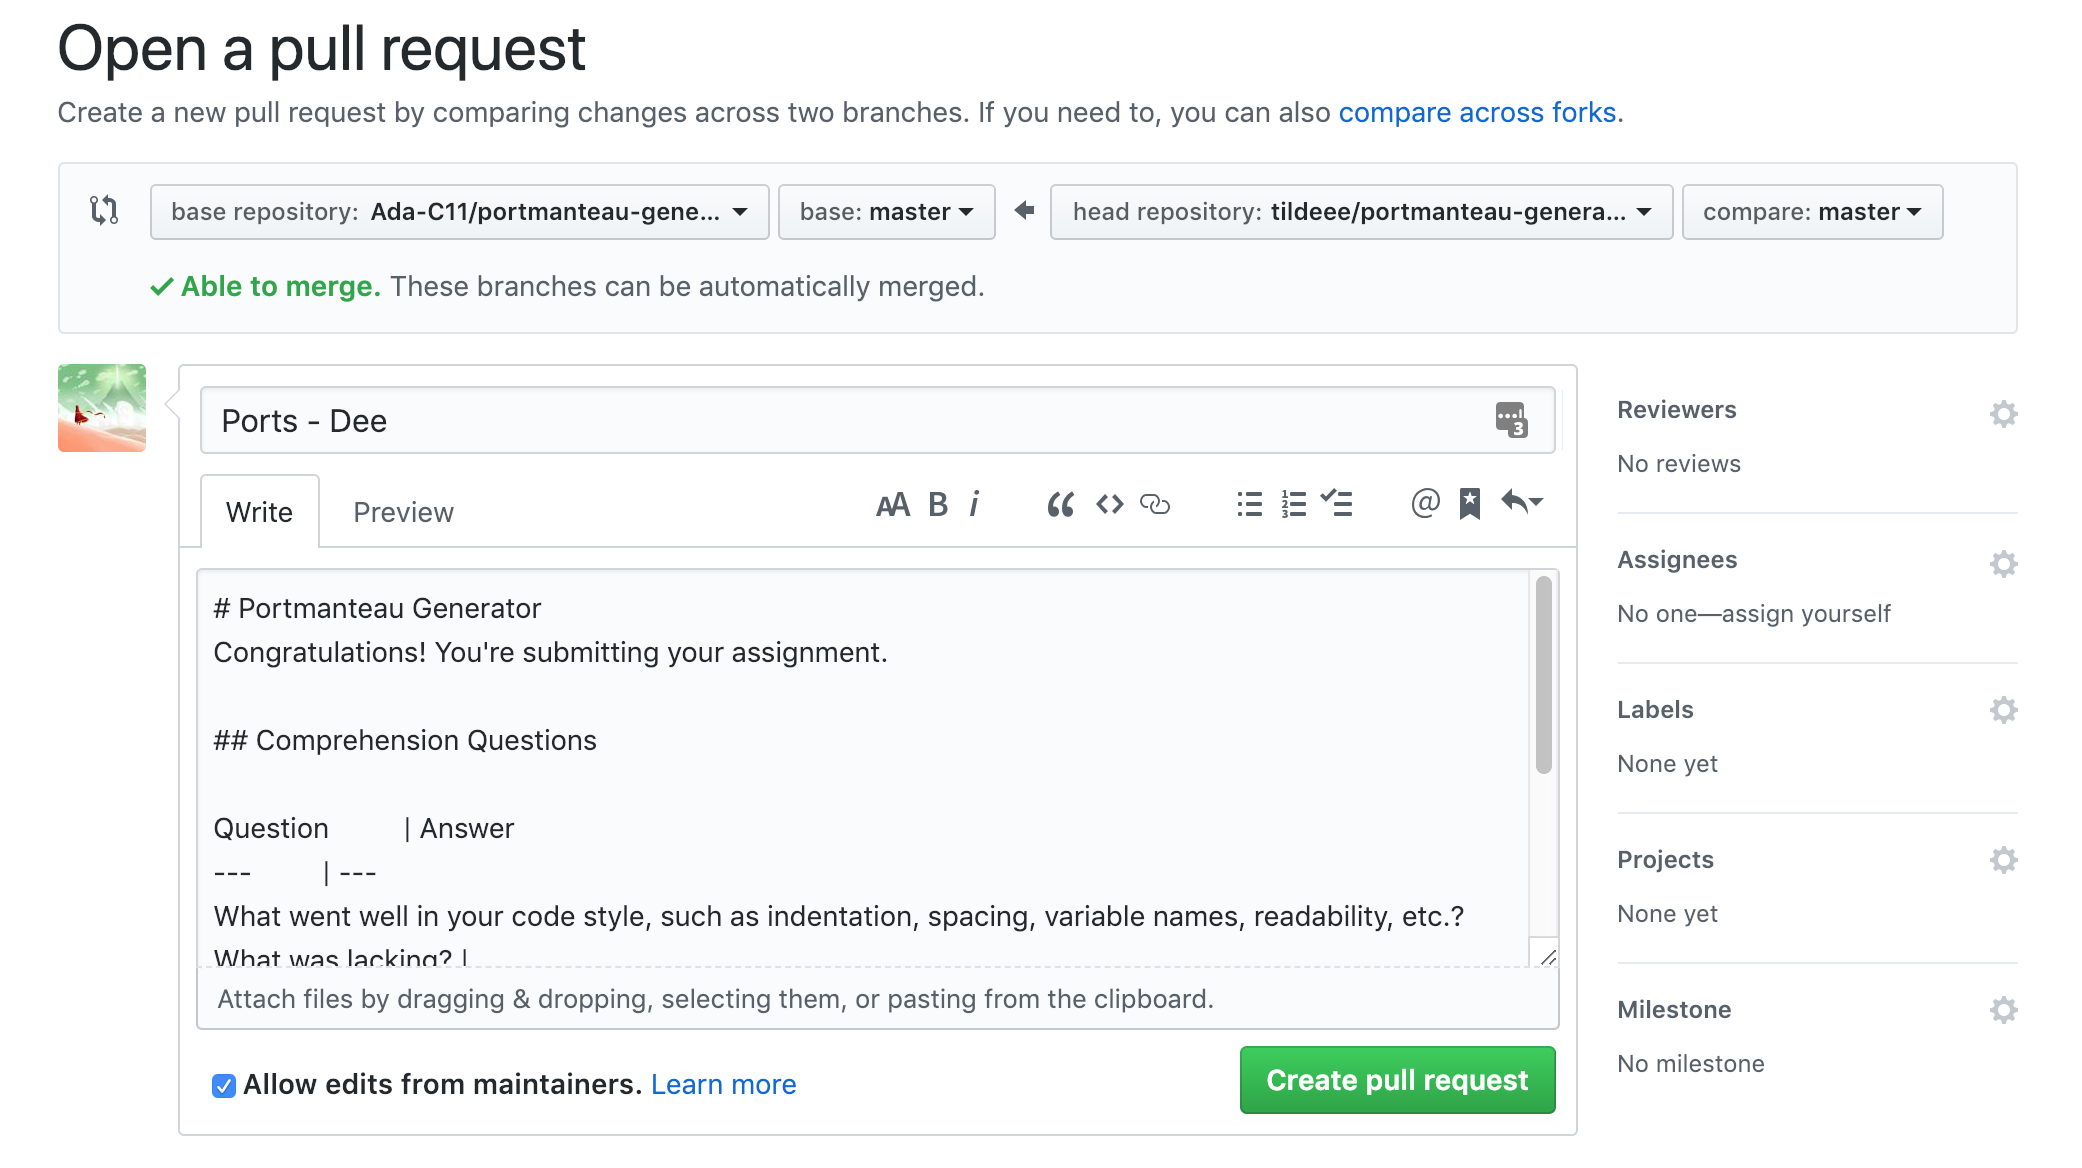 Open a pull request
Create a new pull request by comparing changes across two branches. If you need to, you can also compare across forks.
base repository: Ada-C11/portmanteau-gene... base: master head repository: tildeee/portmanteau-genera... compare: master
Able to merge. These branches can be automatically merged.
Ports - Dee
3
Write Preview
AA B i
@
# Portmanteau Generator
Congratulations! You're submitting your assignment.
## Comprehension Questions
Question | Answer
--- | ---
What went well in your code style, such as indentation, spacing, variable names, readability, etc.?
What was lacking? |
Attach files by dragging & dropping, selecting them, or pasting from the clipboard.
Allow edits from maintainers. Learn more
Create pull request
Reviewers
No reviews
Assignees
No one—assign yourself
Labels
None yet
Projects
None yet
Milestone
No milestone